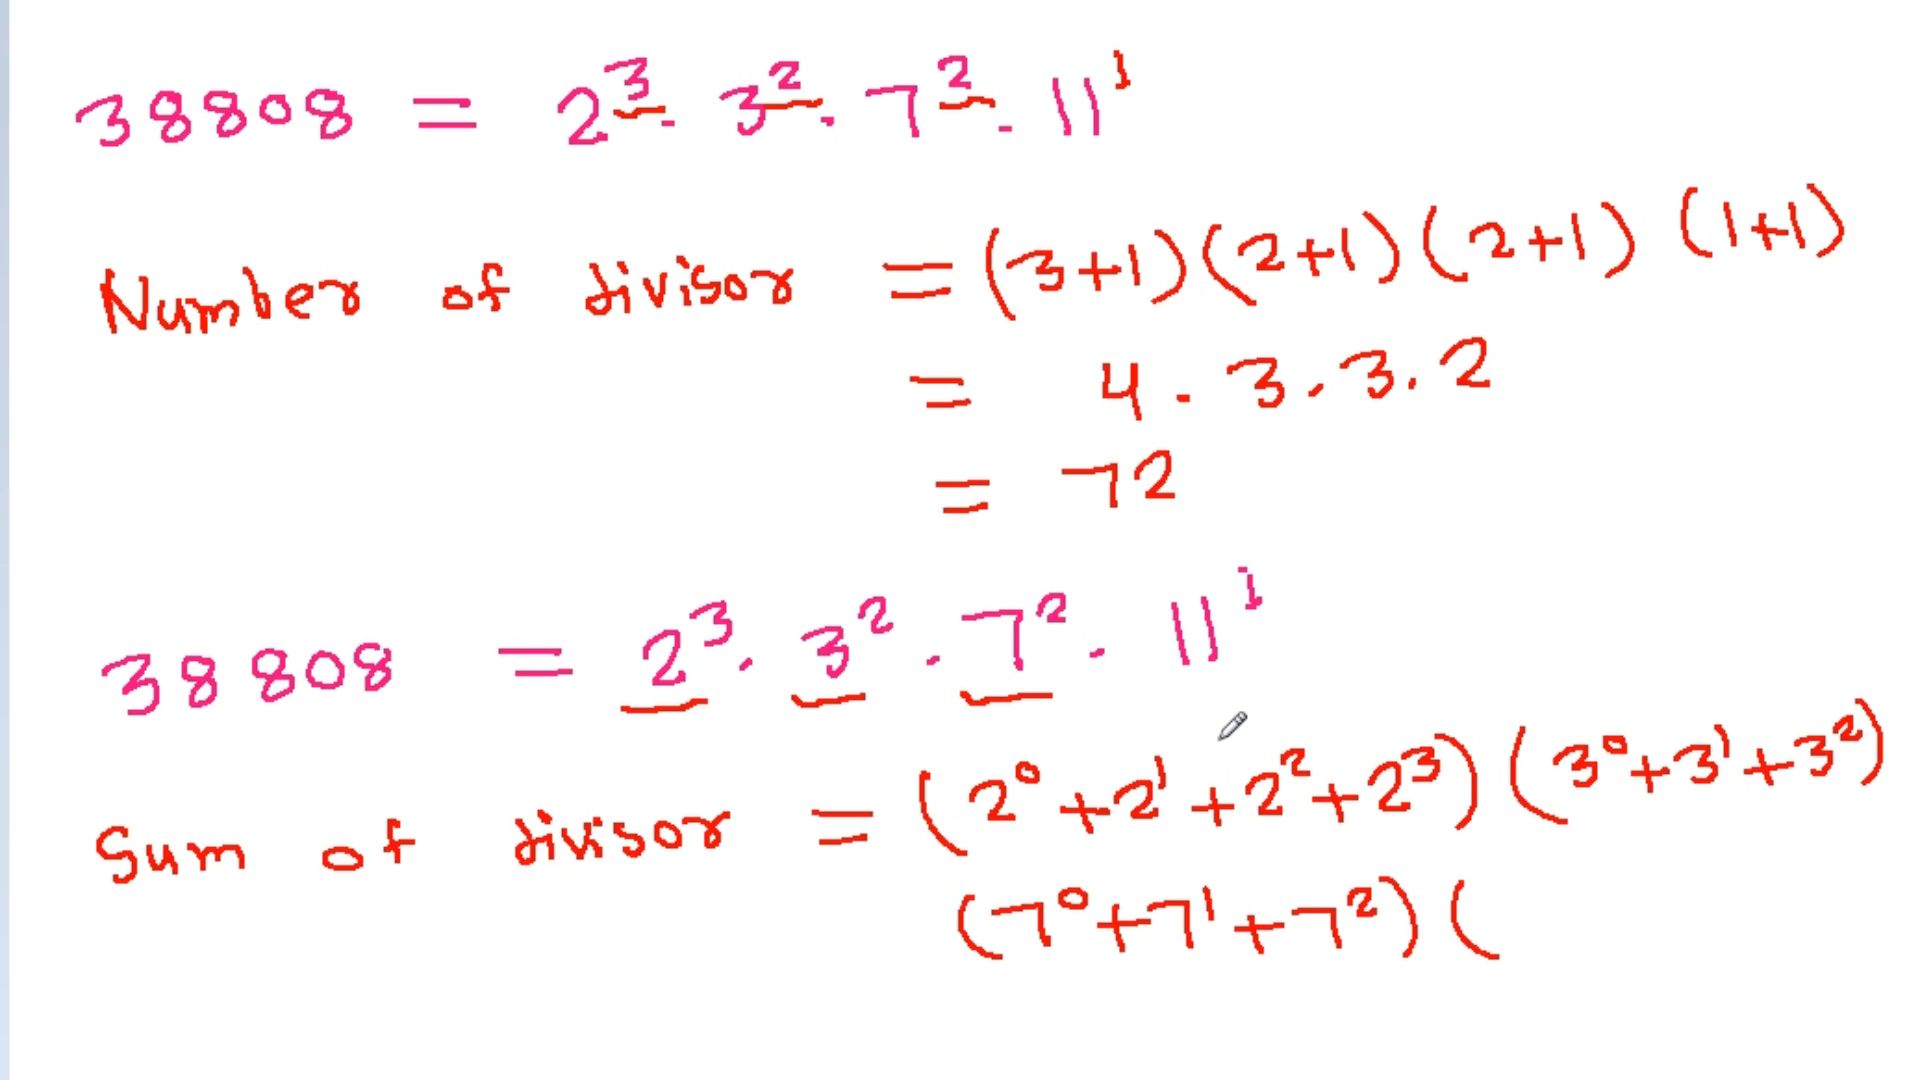 38808 = 2³. 3². 7². 11¹
Number of divisor = (3+1)(2+1)(2+1)(1+1)
= 4.3.3.2
= 72
38808 = 2³. 3². 7². 11¹
Sum of divisor = (2⁰+2¹+2²+2³)(3⁰+3¹+3²)
(7⁰+7¹+7²)(